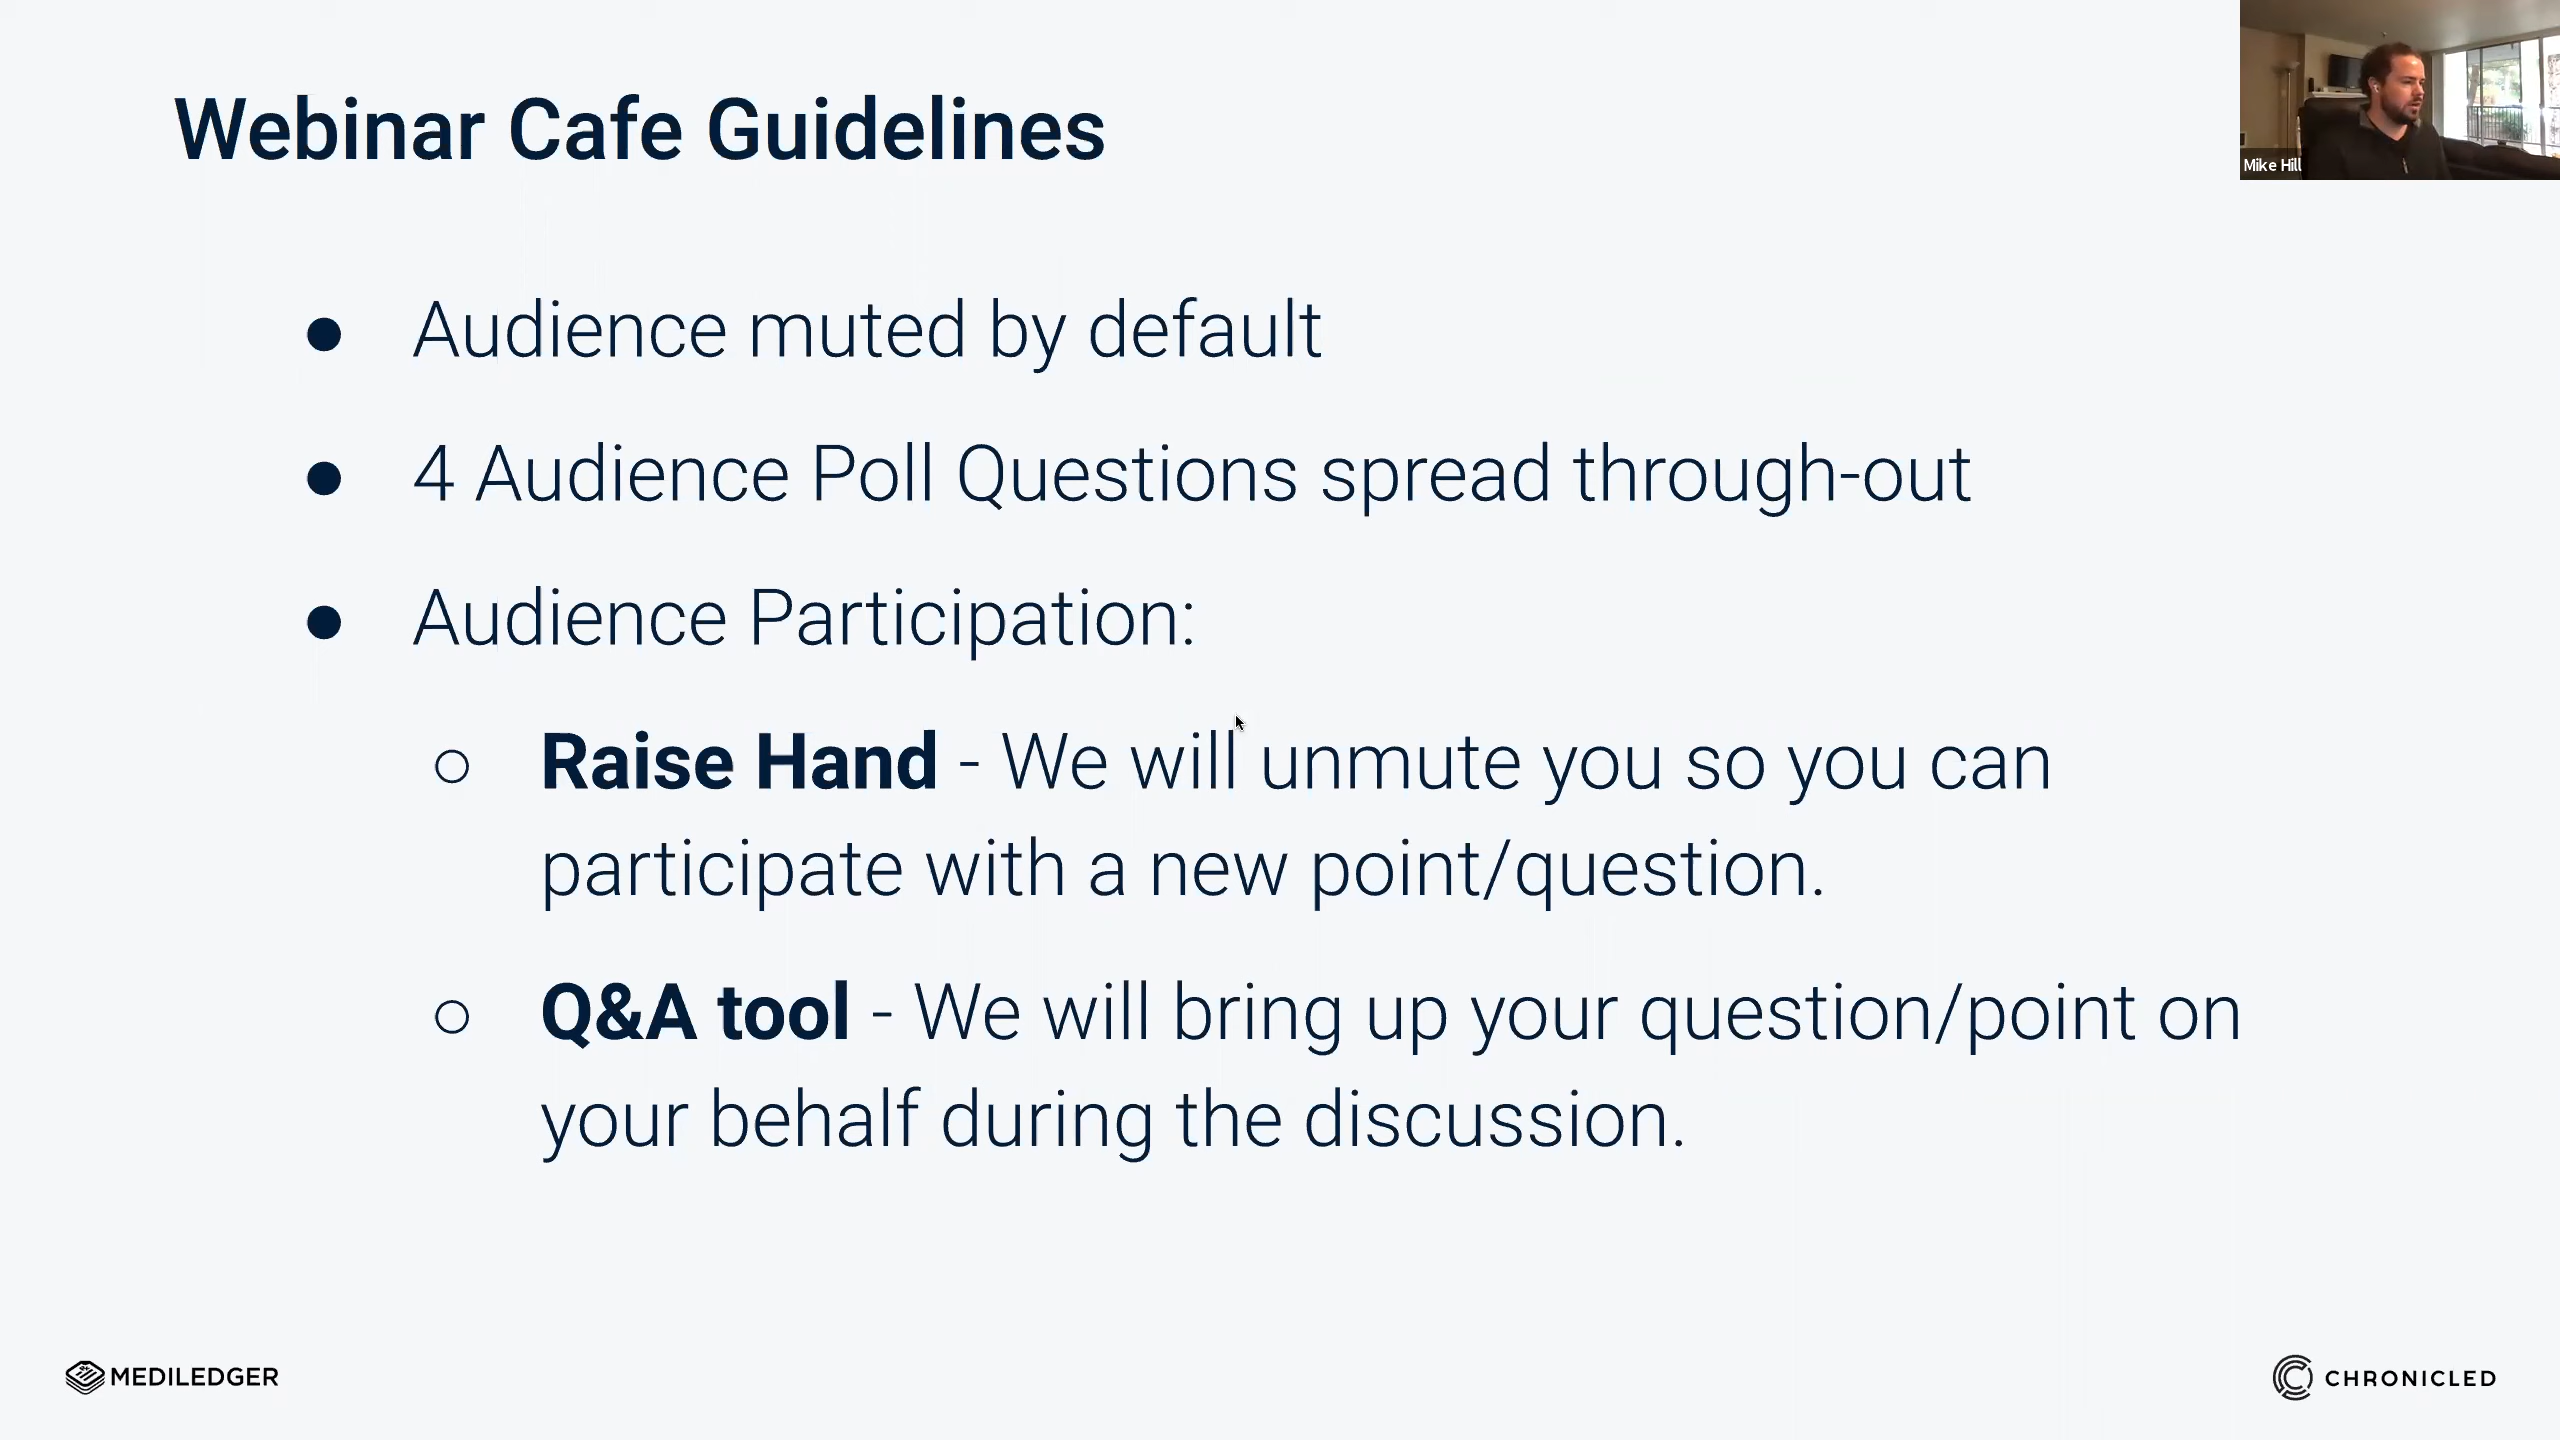 Webinar Cafe Guidelines
Mike Hill
● Audience muted by default
● 4 Audience Poll Questions spread through-out
● Audience Participation:
○ Raise Hand - We will unmute you so you can
participate with a new point/question.
○ Q&A tool - We will bring up your question/point on
your behalf during the discussion.
MEDILEDGER
CHRONICLED